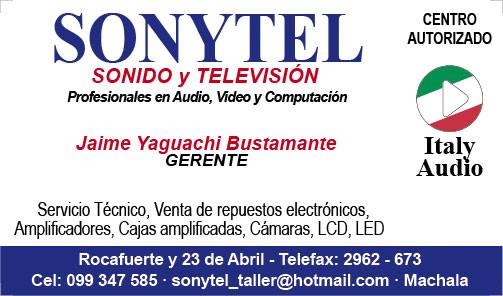 SONYTEL
SONIDO y TELEVISIÓN
Profesionales en Audio, Video y Computación
CENTRO
AUTORIZADO
Italy
Audio
Jaime Yaguachi Bustamante
GERENTE
Servicio Técnico, Venta de repuestos electrónicos,
Amplificadores, Cajas amplificadas, Cámaras, LCD, LED
Rocafuerte y 23 de Abril - Telefax: 2962 - 673
Cel: 099 347 585 · sonytel_taller@hotmail.com · Machala